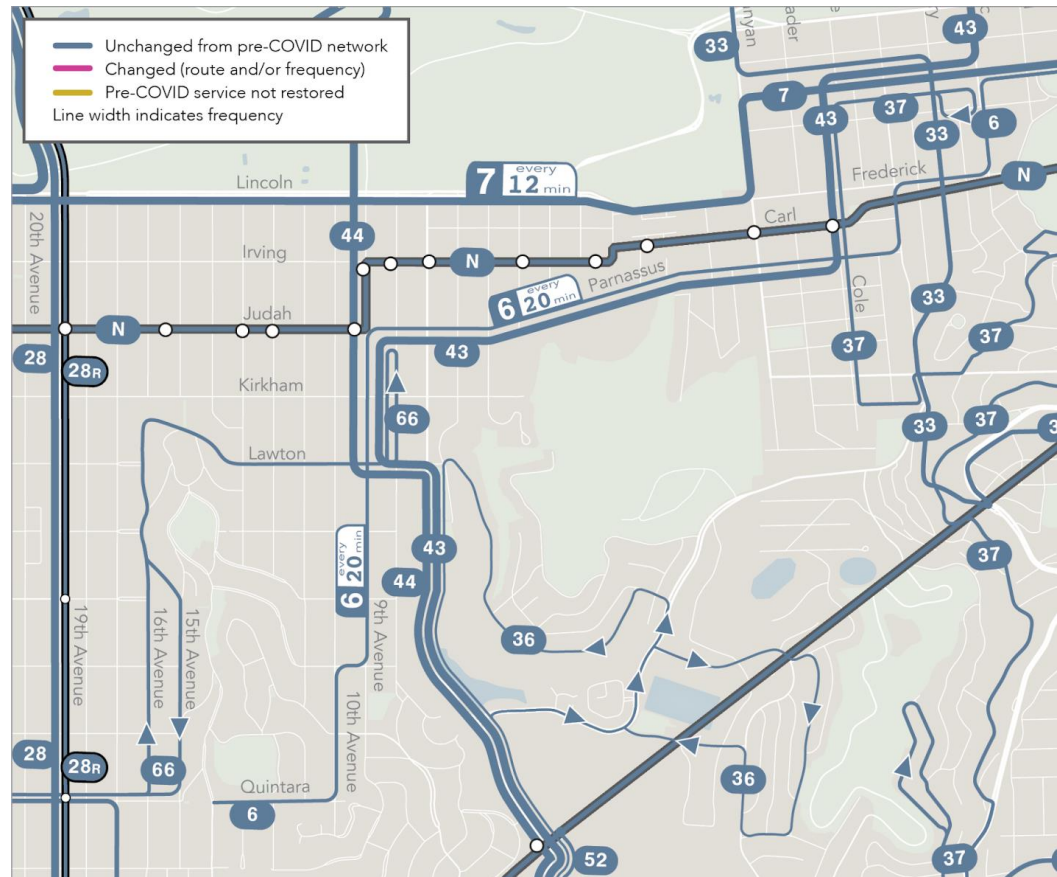 Unchanged from pre-COVID network
Changed (route and/or frequency)
Pre-COVID service not restored
Line width indicates frequency
33
43
7
37
43
33
6
Frederick
N
Lincoln
7 every 12 min
20th Avenue
44
Carl
Irving
N
Parnassus
6 every 20 min
Cole
33
Judah
N
28
28R
43
37
37
Kirkham
66
37
33
Lawton
43
6 every 20 min
44
37
19th Avenue
16th Avenue
15th Avenue
9th Avenue
36
10th Avenue
28
28R
66
36
Quintara
6
52
37